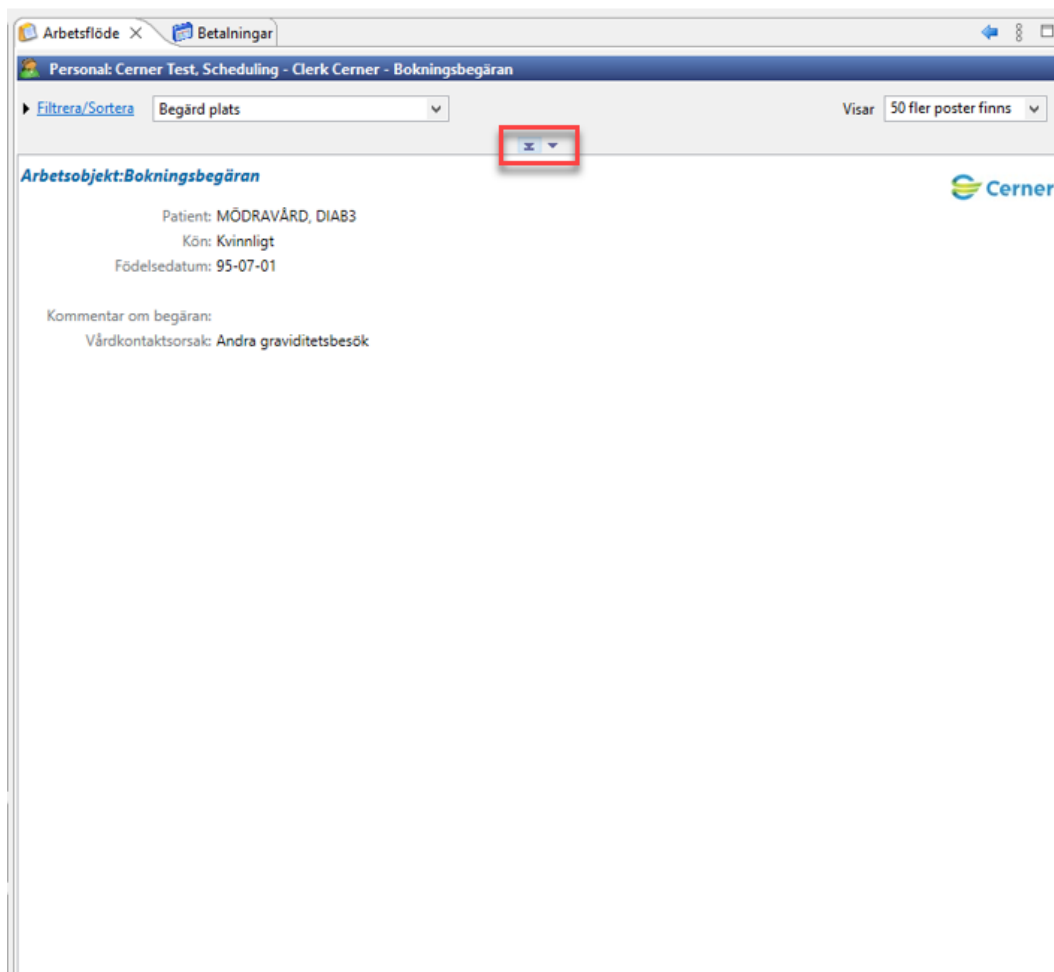 Arbetsflöde Betalningar
Personal: Cerner Test, Scheduling - Clerk Cerner - Bokningsbegäran
Filtrera/Sortera Begärd plats Visar 50 fler poster finns
Arbetsobjekt:Bokningsbegäran
Cerner
Patient: MÖDRAVÅRD, DIAB3
Kön: Kvinnligt
Födelsedatum: 95-07-01
Kommentar om begäran:
Vårdkontaktsorsak: Andra graviditetsbesök